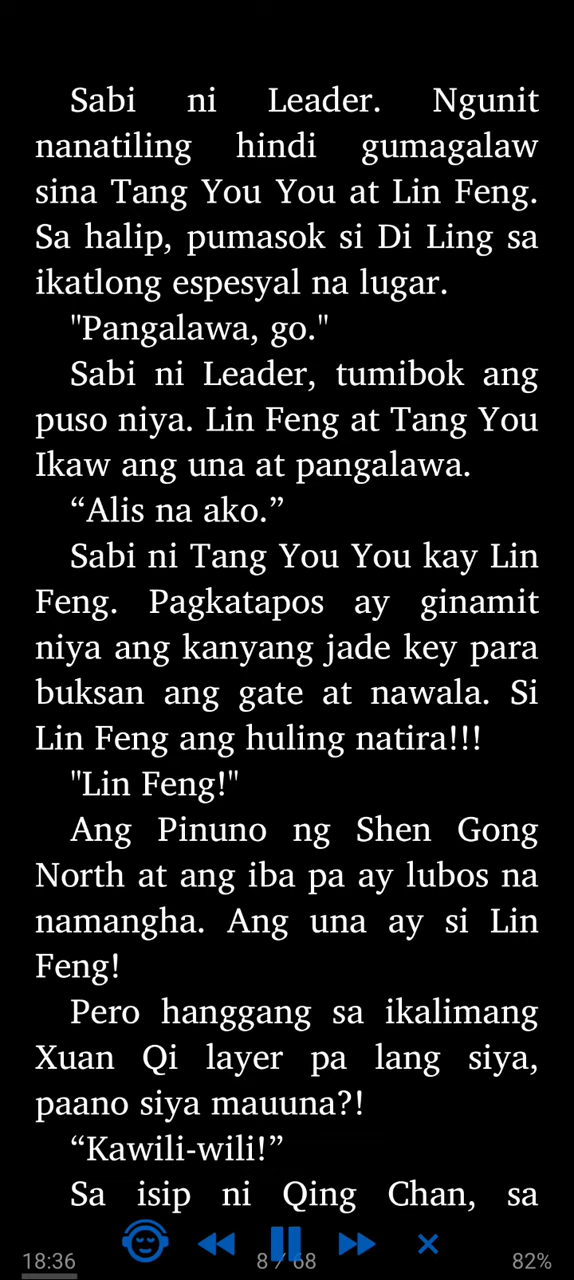 Sabi ni Leader. Ngunit
nanatiling hindi gumagalaw
sina Tang You You at Lin Feng.
Sa halip, pumasok si Di Ling sa
ikatlong espesyal na lugar.
"Pangalawa, go."
Sabi ni Leader, tumibok ang
puso niya. Lin Feng at Tang You
Ikaw ang una at pangalawa.
“Alis na ako.”
Sabi ni Tang You You kay Lin
Feng. Pagkatapos ay ginamit
niya ang kanyang jade key para
buksan ang gate at nawala. Si
Lin Feng ang huling natira!!!
"Lin Feng!"
Ang Pinuno ng Shen Gong
North at ang iba pa ay lubos na
namangha. Ang una ay si Lin
Feng!
Pero hanggang sa ikalimang
Xuan Qi layer pa lang siya,
paano siya mauuna?!
“Kawili-wili!”
Sa isip ni Qing Chan, sa
18:36 8 / 68 82%